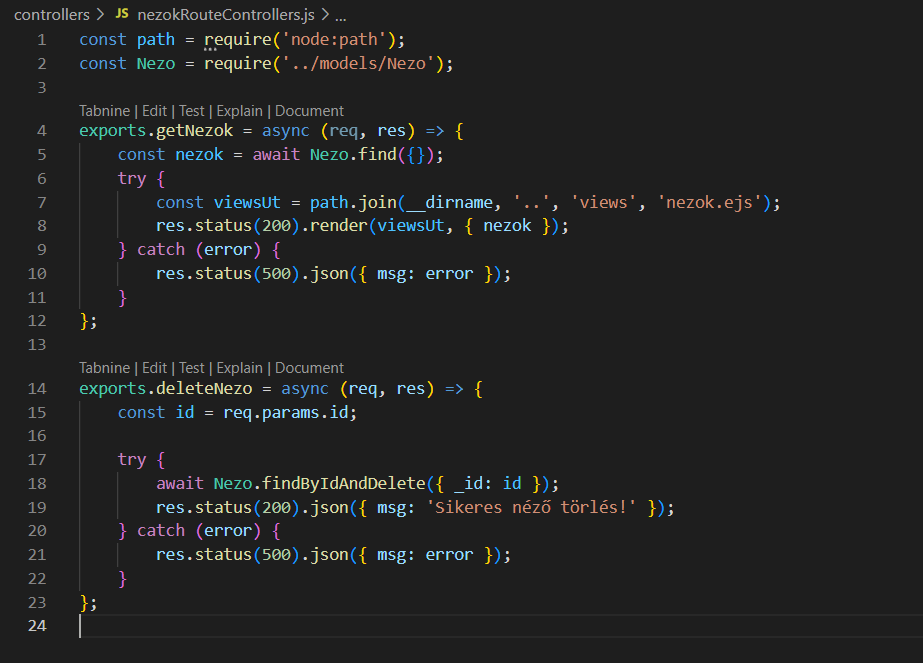 controllers > JS nezokRouteControllers.js > ...
1 const path = require('node:path');
2 const Nezo = require('../models/Nezo');
3
Tabnine | Edit | Test | Explain | Document
4 exports.getNezok = async (req, res) => {
5     const nezok = await Nezo.find({});
6     try {
7         const viewsUt = path.join(__dirname, '..', 'views', 'nezok.ejs');
8         res.status(200).render(viewsUt, { nezok });
9     } catch (error) {
10         res.status(500).json({ msg: error });
11     }
12 };
13
Tabnine | Edit | Test | Explain | Document
14 exports.deleteNezo = async (req, res) => {
15     const id = req.params.id;
16
17     try {
18         await Nezo.findByIdAndDelete({ _id: id });
19         res.status(200).json({ msg: 'Sikeres néző törlés!' });
20     } catch (error) {
21         res.status(500).json({ msg: error });
22     }
23 };
24